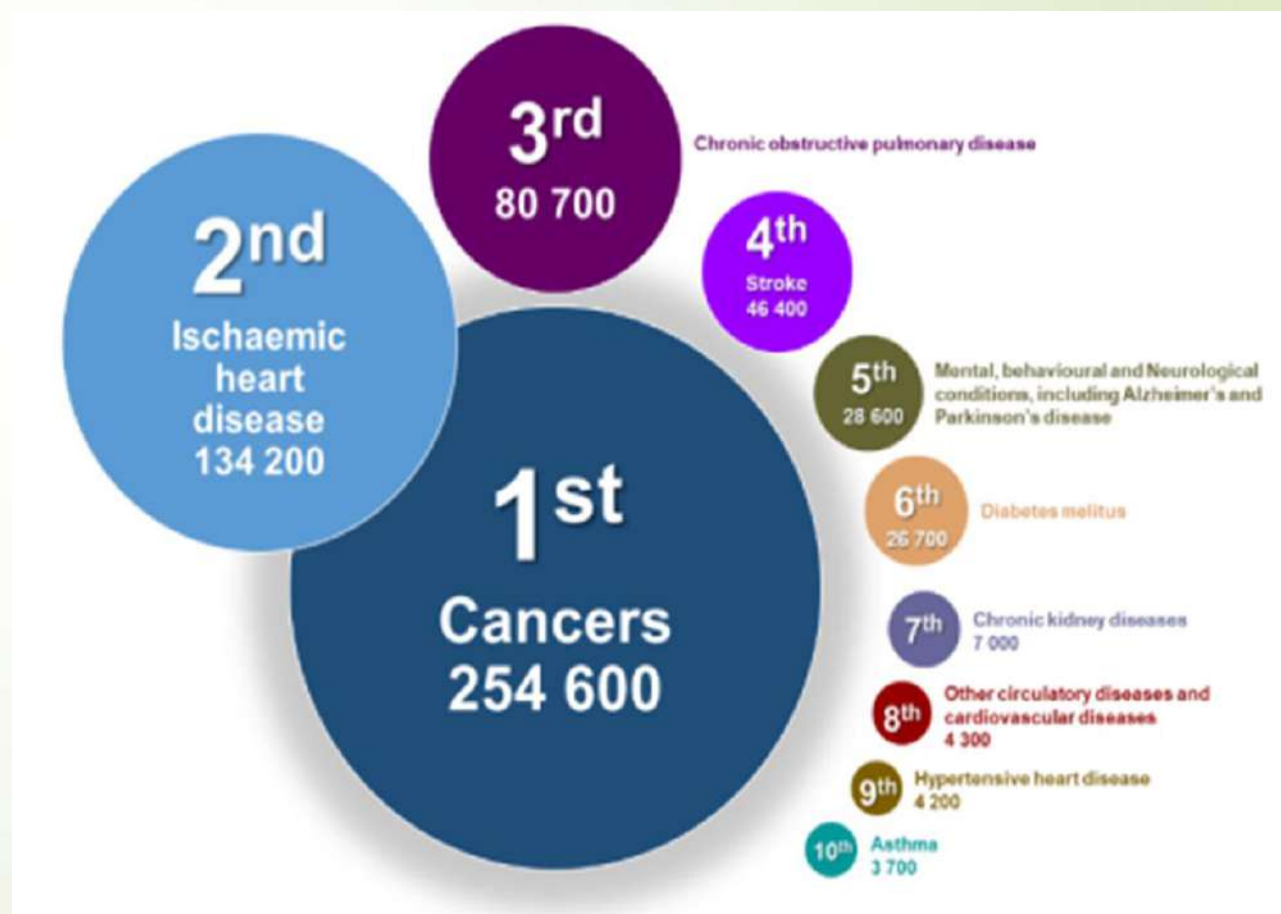 3rd
80 700
Chronic obstructive pulmonary disease
2nd
Ischaemic
heart
disease
134 200
4th
Stroke
46 400
5th
28 600
Mental, behavioural and Neurological
conditions, including Alzheimer's and
Parkinson's disease
1st
Cancers
254 600
6th
26 700
Diabetes melitus
7th
Chronic kidney diseases
7 000
8th
Other circulatory diseases and
cardiovascular diseases
4 300
9th
Hypertensive heart disease
4 200
10th
Asthma
3 700